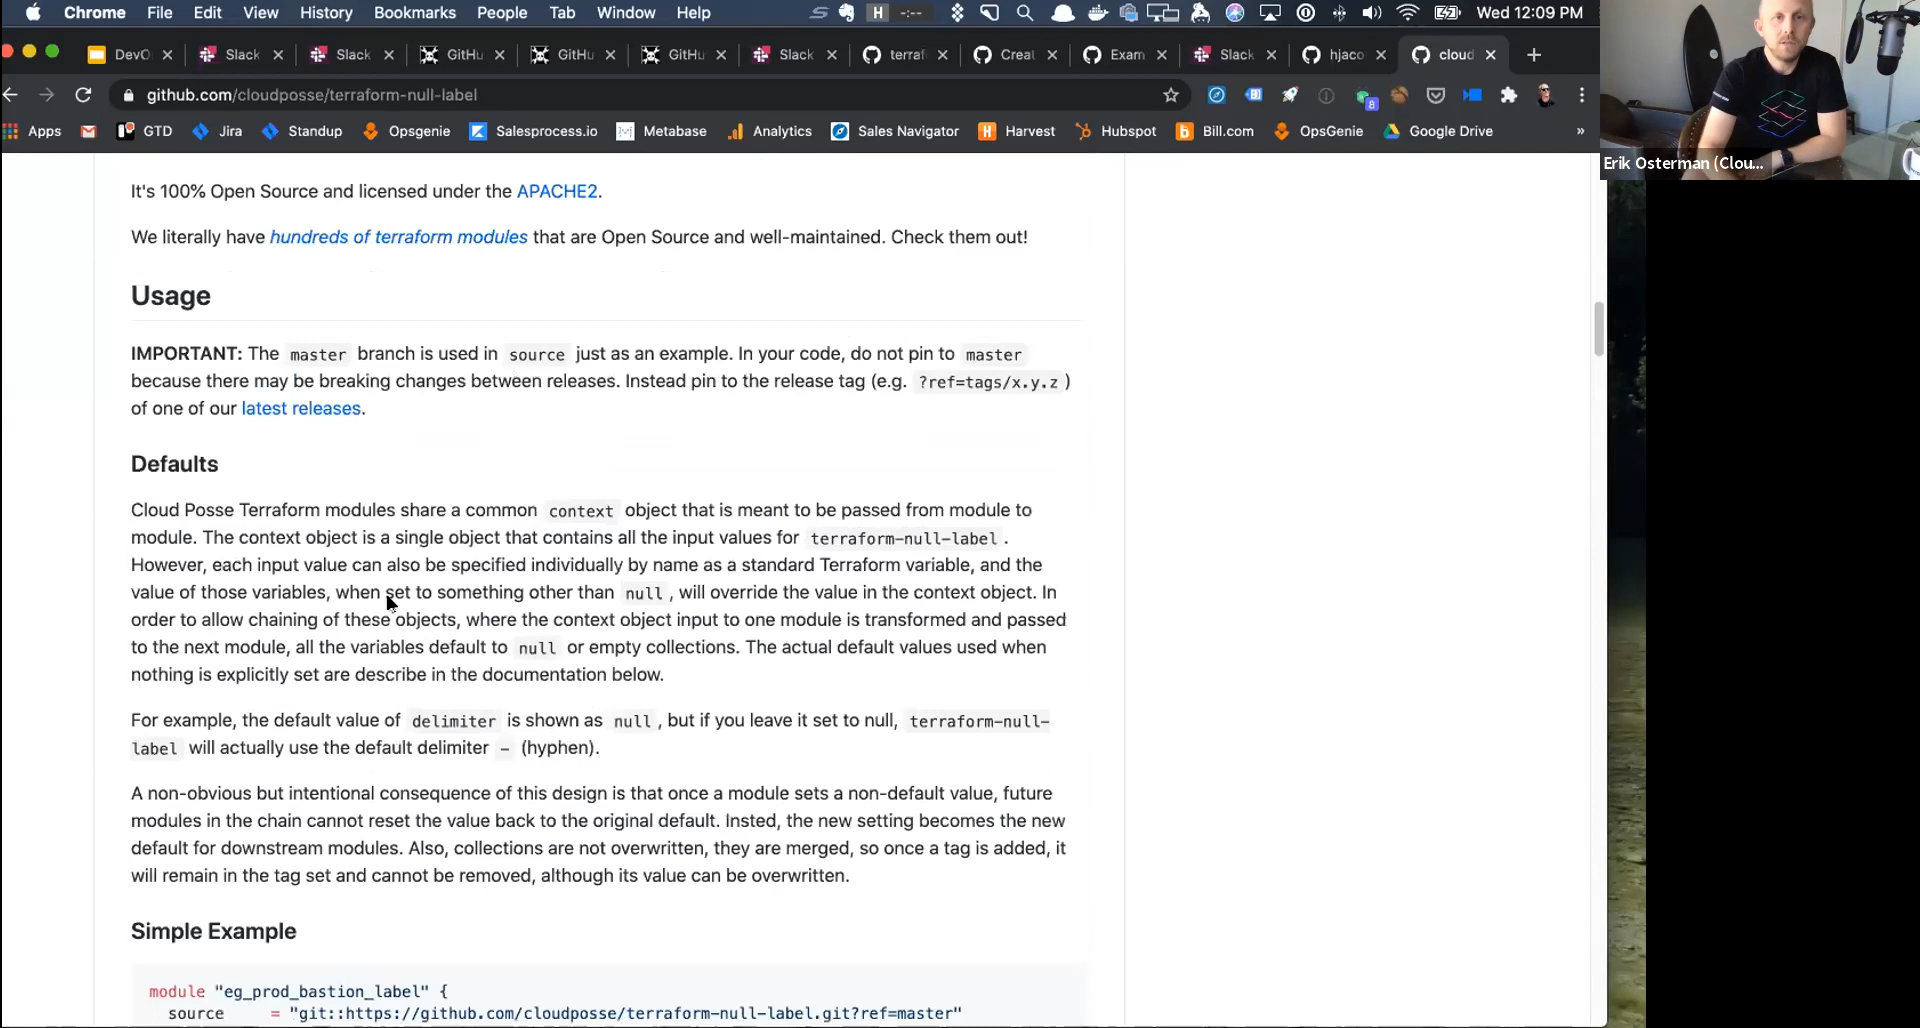 Chrome File Edit View History Bookmarks People Tab Window Help H -:-- Wed 12:09 PM
DevO Slack Slack GitHu GitHu GitHu Slack terraf Creat Exam Slack hjaco cloud
github.com/cloudposse/terraform-null-label 8
Apps GTD Jira Standup Opsgenie Salesprocess.io Metabase Analytics Sales Navigator Harvest Hubspot Bill.com OpsGenie Google Drive »
Erik Osterman (Clou...
It's 100% Open Source and licensed under the APACHE2.
We literally have hundreds of terraform modules that are Open Source and well-maintained. Check them out!
Usage
IMPORTANT: The master branch is used in source just as an example. In your code, do not pin to master
because there may be breaking changes between releases. Instead pin to the release tag (e.g. ?ref=tags/x.y.z )
of one of our latest releases.
Defaults
Cloud Posse Terraform modules share a common context object that is meant to be passed from module to
module. The context object is a single object that contains all the input values for terraform-null-label .
However, each input value can also be specified individually by name as a standard Terraform variable, and the
value of those variables, when set to something other than null , will override the value in the context object. In
order to allow chaining of these objects, where the context object input to one module is transformed and passed
to the next module, all the variables default to null or empty collections. The actual default values used when
nothing is explicitly set are describe in the documentation below.
For example, the default value of delimiter is shown as null , but if you leave it set to null, terraform-null-
label will actually use the default delimiter - (hyphen).
A non-obvious but intentional consequence of this design is that once a module sets a non-default value, future
modules in the chain cannot reset the value back to the original default. Insted, the new setting becomes the new
default for downstream modules. Also, collections are not overwritten, they are merged, so once a tag is added, it
will remain in the tag set and cannot be removed, although its value can be overwritten.
Simple Example
module "eg_prod_bastion_label" {
source = "git::https://github.com/cloudposse/terraform-null-label.git?ref=master"